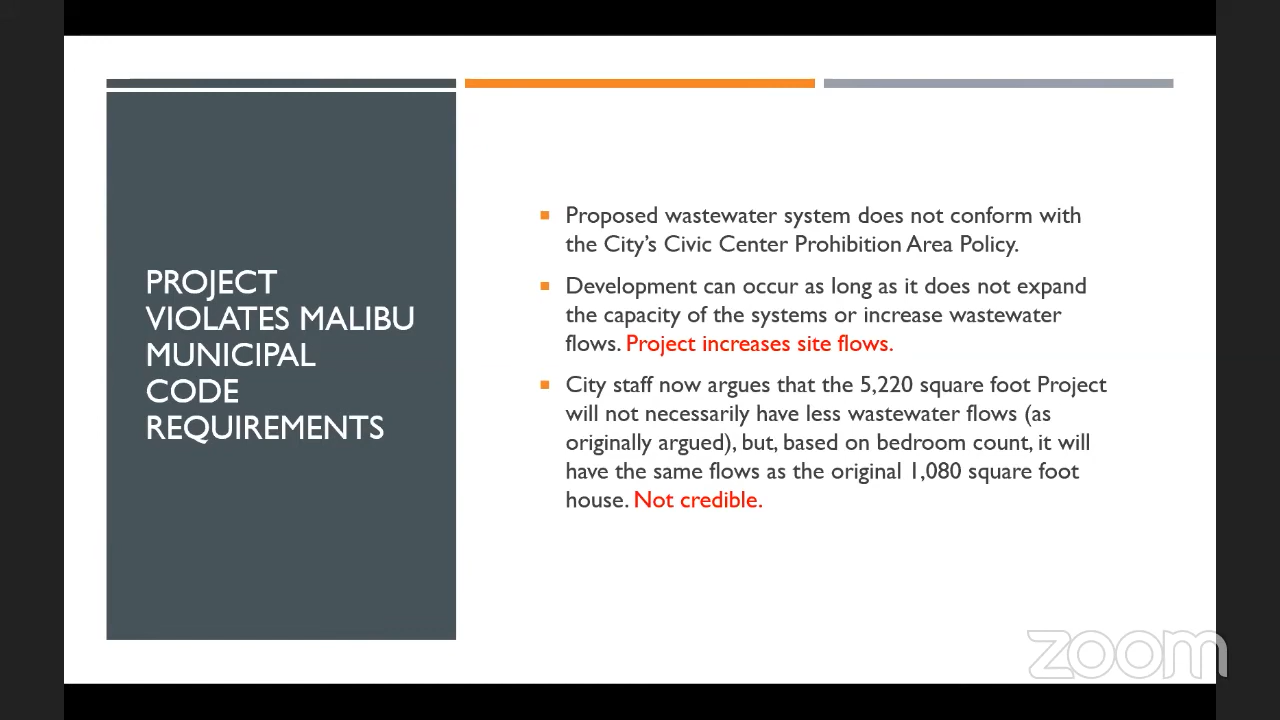 PROJECT
VIOLATES MALIBU
MUNICIPAL
CODE
REQUIREMENTS
Proposed wastewater system does not conform with
the City’s Civic Center Prohibition Area Policy.
Development can occur as long as it does not expand
the capacity of the systems or increase wastewater
flows. Project increases site flows.
City staff now argues that the 5,220 square foot Project
will not necessarily have less wastewater flows (as
originally argued), but, based on bedroom count, it will
have the same flows as the original 1,080 square foot
house. Not credible.
zoom